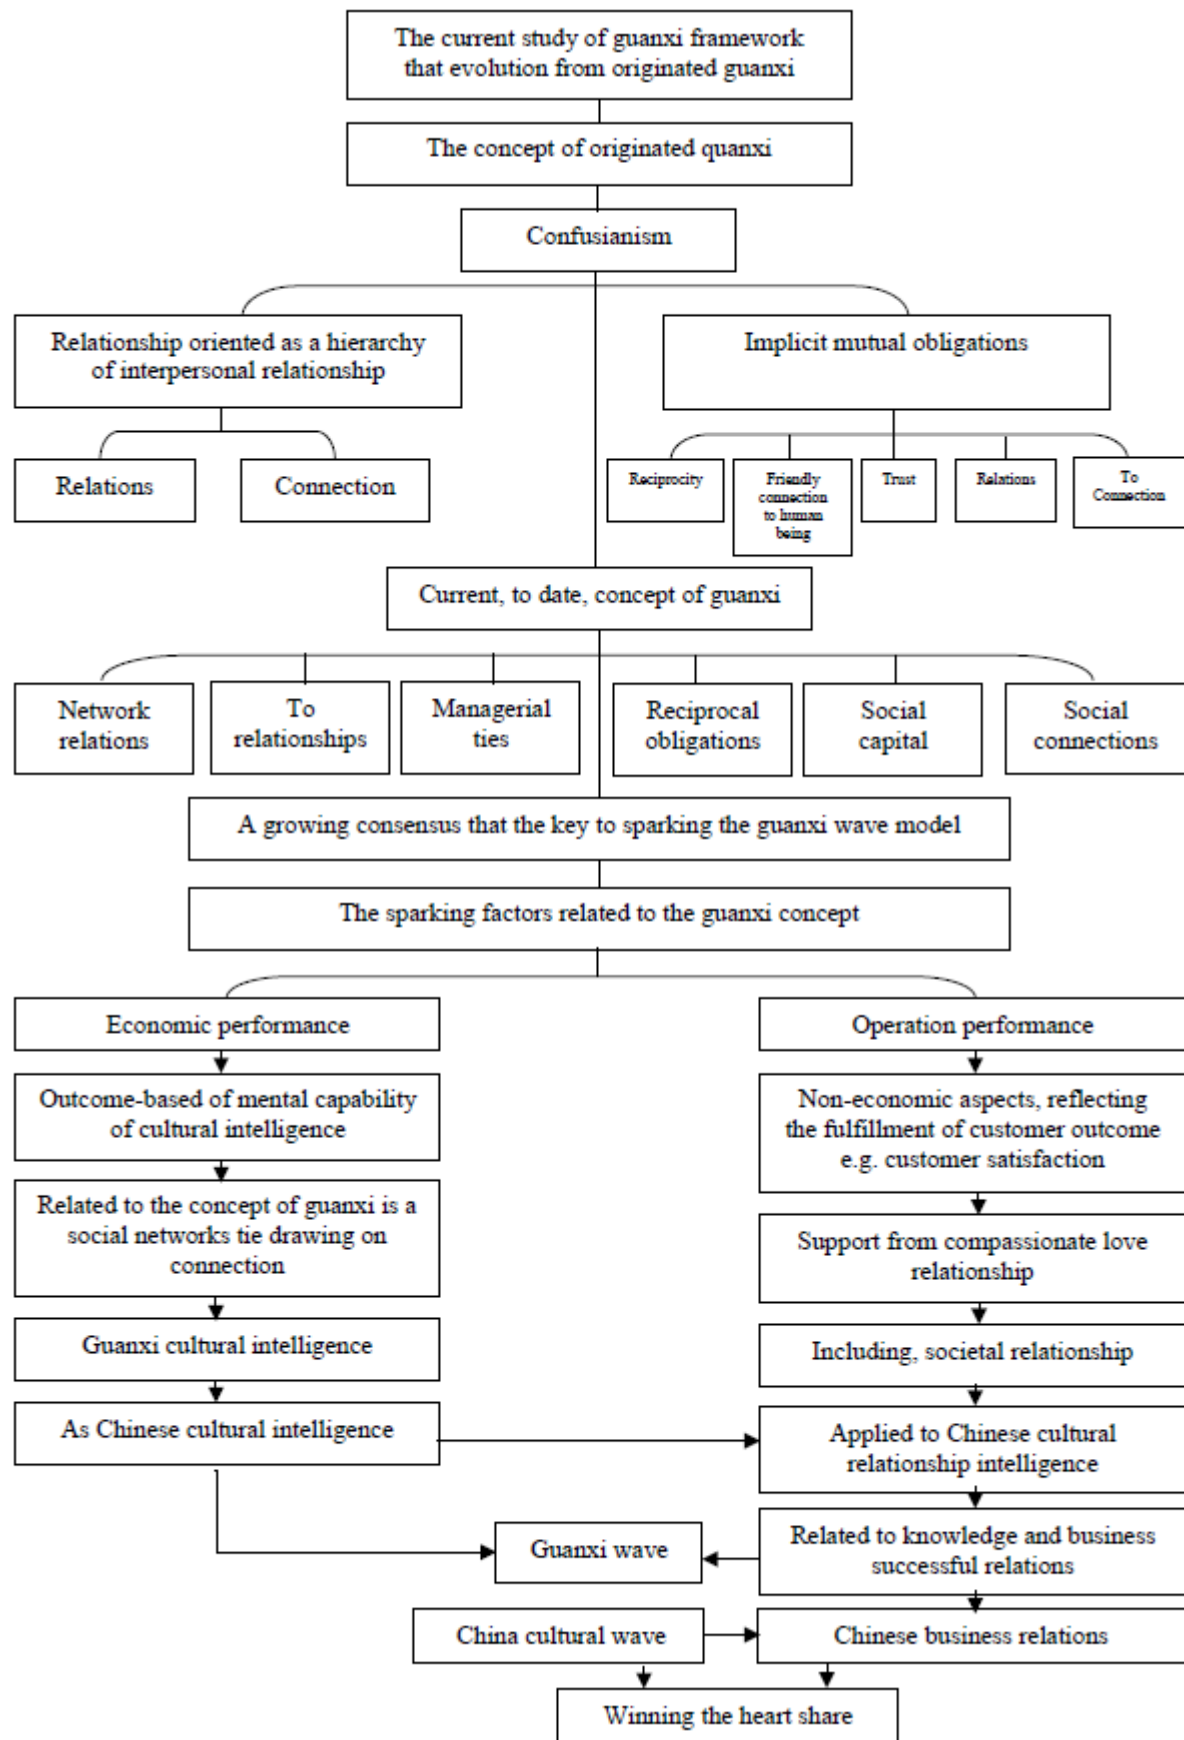 The current study of guanxi framework
that evolution from originated guanxi
The concept of originated quanxi
Confusianism
Relationship oriented as a hierarchy
of interpersonal relationship
Implicit mutual obligations
Relations
Connection
Reciprocity
Friendly
connection
to human
being
Trust
Relations
To
Connection
Current, to date, concept of guanxi
Network
relations
To
relationships
Managerial
ties
Reciprocal
obligations
Social
capital
Social
connections
A growing consensus that the key to sparking the guanxi wave model
The sparking factors related to the guanxi concept
Economic performance
Operation performance
Outcome-based of mental capability
of cultural intelligence
Non-economic aspects, reflecting
the fulfillment of customer outcome
e.g. customer satisfaction
Related to the concept of guanxi is a
social networks tie drawing on
connection
Support from compassionate love
relationship
Guanxi cultural intelligence
Including, societal relationship
As Chinese cultural intelligence
Applied to Chinese cultural
relationship intelligence
Guanxi wave
Related to knowledge and business
successful relations
China cultural wave
Chinese business relations
Winning the heart share